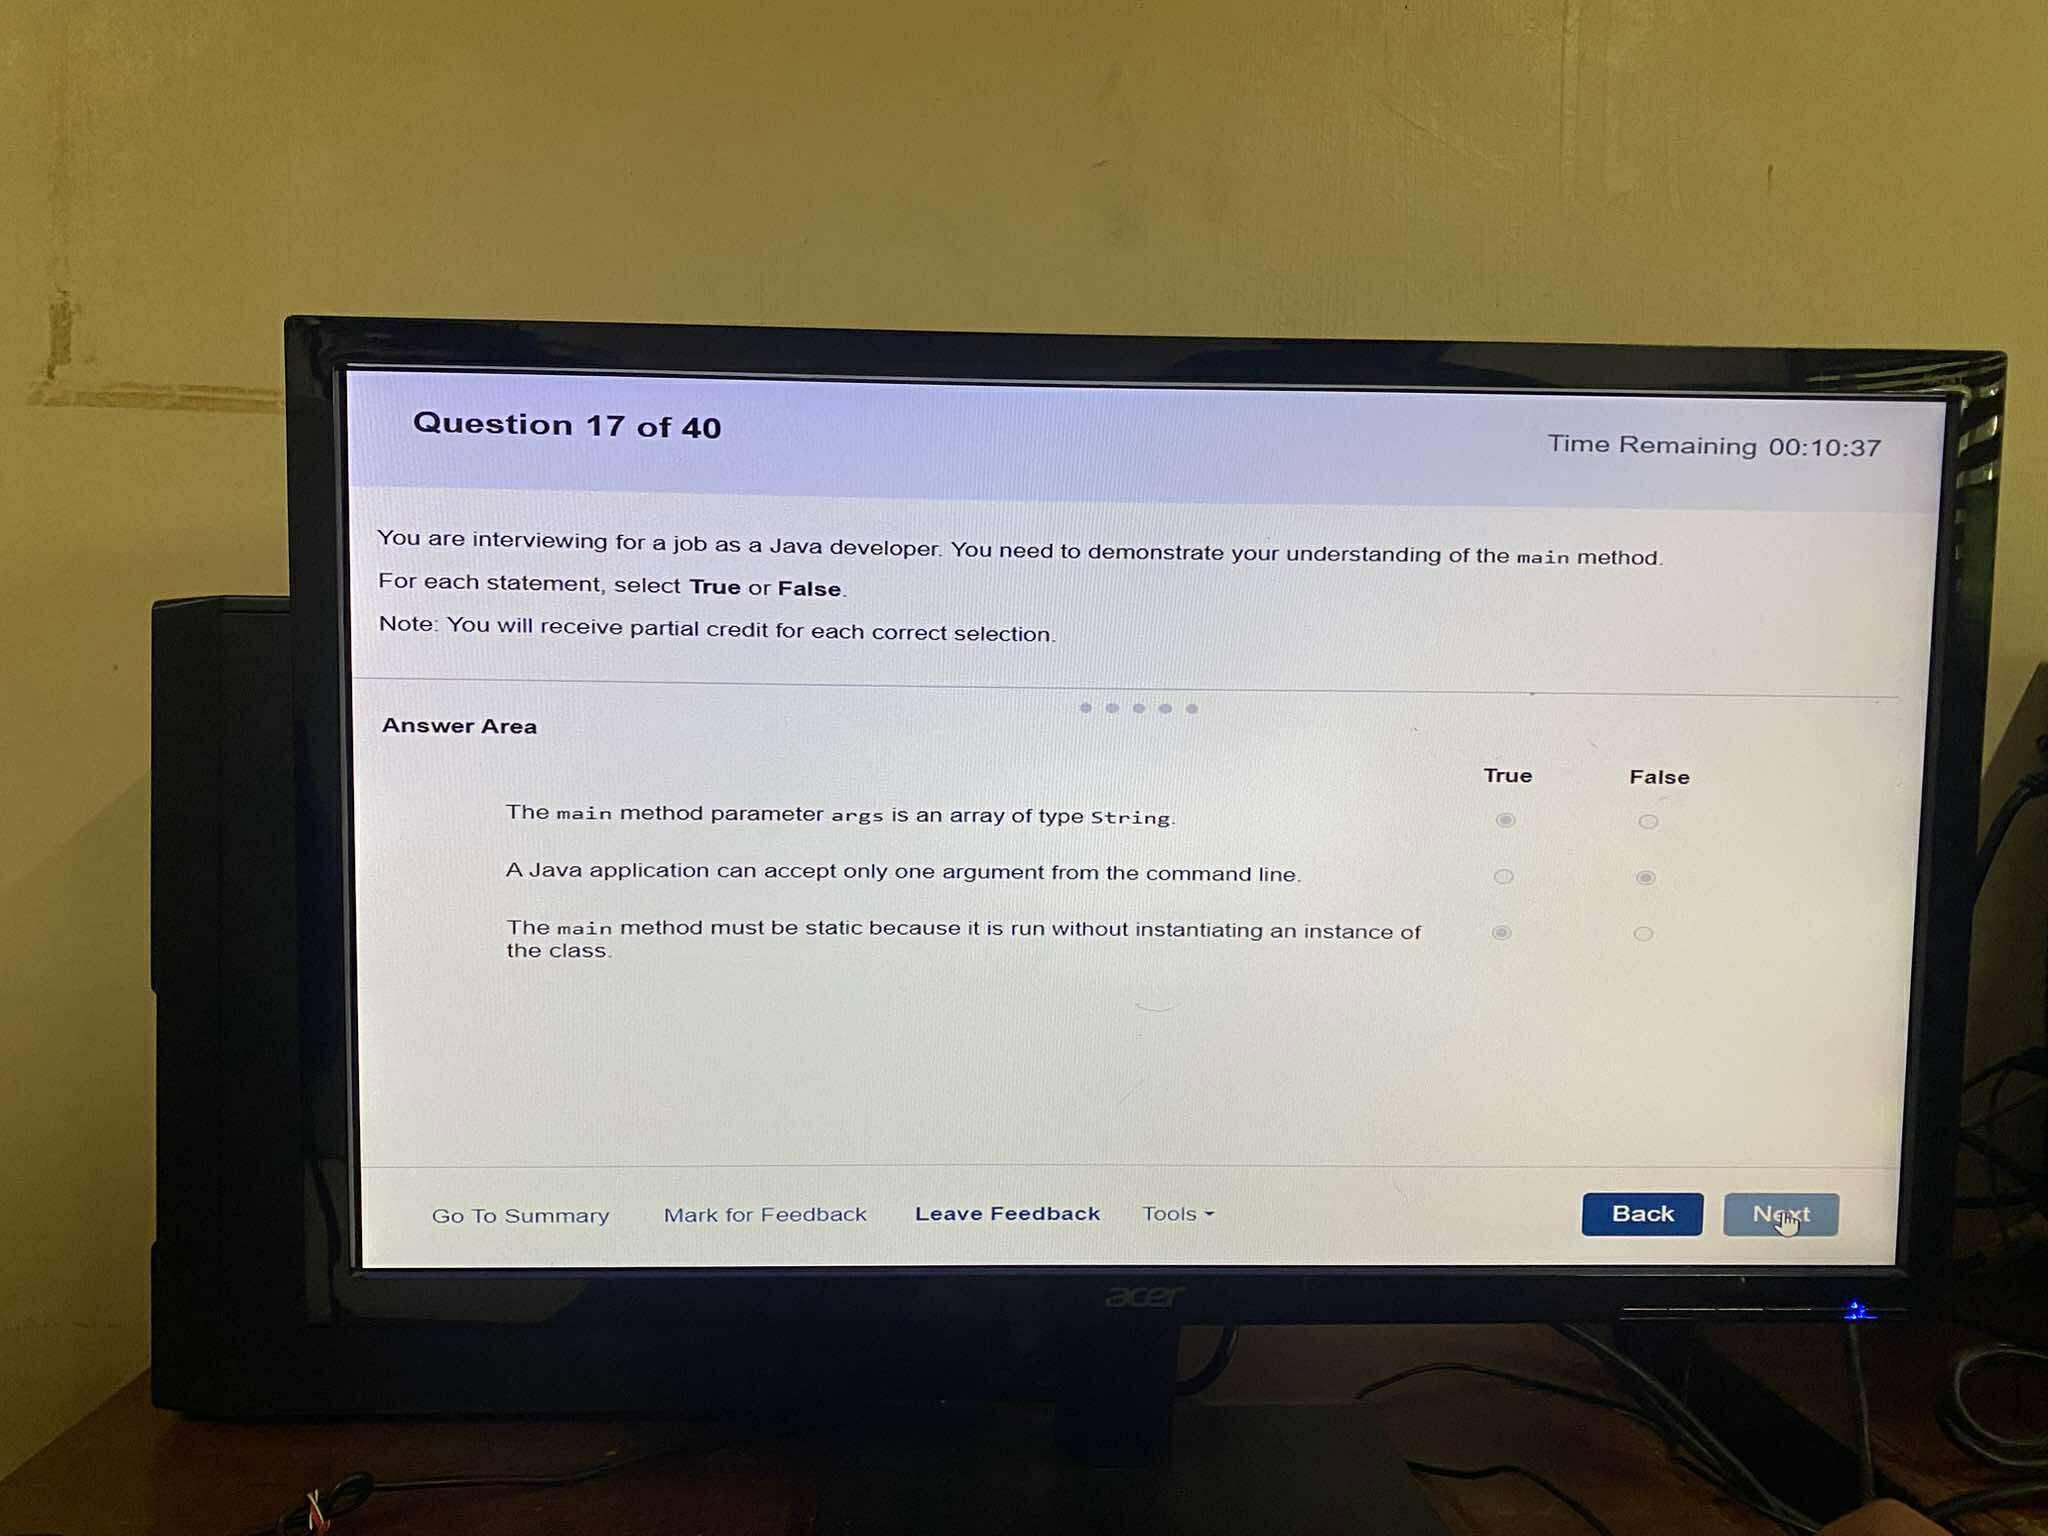 Question 17 of 40
Time Remaining 00:10:37
You are interviewing for a job as a Java developer. You need to demonstrate your understanding of the main method.
For each statement, select True or False.
Note: You will receive partial credit for each correct selection.
Answer Area
True False
The main method parameter args is an array of type String.
A Java application can accept only one argument from the command line.
The main method must be static because it is run without instantiating an instance of
the class.
Go To Summary Mark for Feedback Leave Feedback Tools Back Next
acer